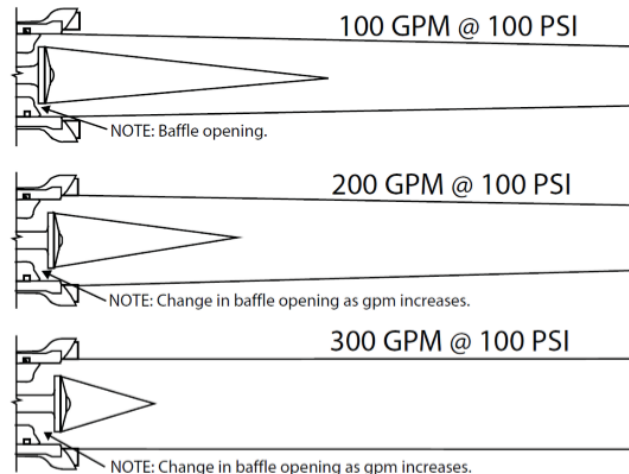 100 GPM @ 100 PSI
NOTE: Baffle opening.
200 GPM @ 100 PSI
NOTE: Change in baffle opening as gpm increases.
300 GPM @ 100 PSI
NOTE: Change in baffle opening as gpm increases.